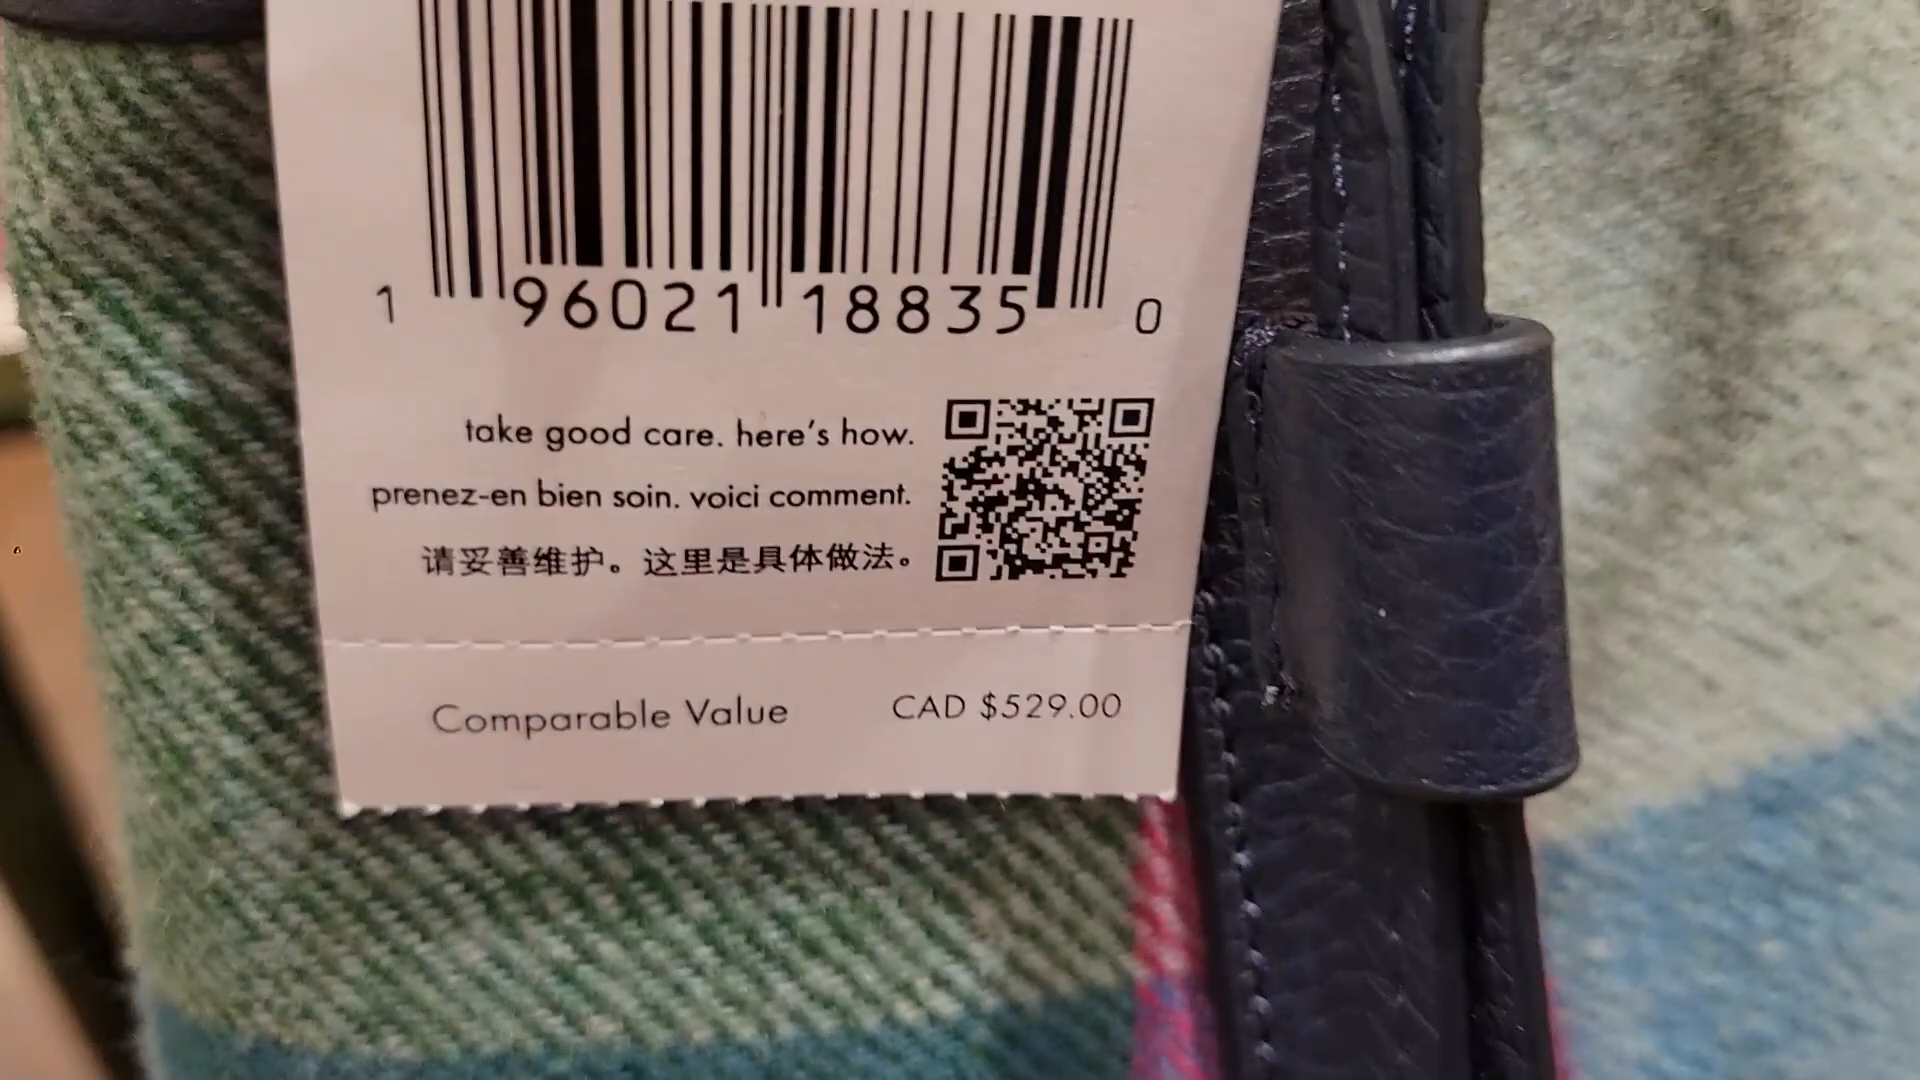 1 96021 18835 0
take good care. here's how.
prenez-en bien soin. voici comment.
请妥善维护。这里是具体做法。
Comparable Value CAD $529.00